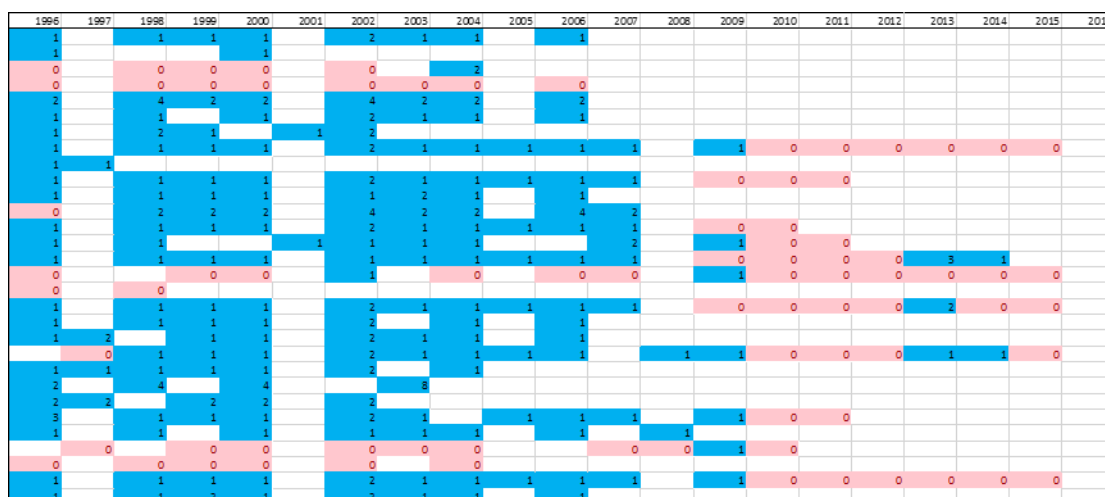 1996 1997 1998 1999 2000 2001 2002 2003 2004 2005 2006 2007 2008 2009 2010 2011 2012 2013 2014 2015
1 1 1 1 2 1 1 1
1 1
0 0 0 0 0 2
0 0 0 0 0 0 0 0
2 4 2 2 4 2 2 2
1 1 1 2 1 1 1
1 2 1 1 2
1 1 1 1 2 1 1 1 1 1 1 0 0 0 0 0 0
1 1
1 1 1 1 2 1 1 1 1 1 0 0 0
1 1 1 1 1 2 1 1
0 2 2 2 4 2 2 4 2
1 1 1 1 2 1 1 1 1 1 0 0
1 1 1 1 1 1 2 1 0 0
1 1 1 1 1 1 1 1 1 1 0 0 0 0 3 1
0 0 0 1 0 0 0 1 0 0 0 0 0 0
0 0
1 1 1 1 2 1 1 1 1 1 0 0 0 0 2 0 0
1 1 1 1 2 1 1
1 2 1 1 2 1 1 1
0 1 1 1 2 1 1 1 1 1 1 0 0 0 1 1 0
1 1 1 1 1 2 1
2 4 4 8
2 2 2 2 2
3 1 1 1 2 1 1 1 1 1 0 0
1 1 1 1 1 1 1 1
0 0 0 0 0 0 0 0 1 0
0 0 0 0 0 0
1 1 1 1 2 1 1 1 1 1 1 0 0 0 0 0 0
1 1 2 1 2 1 1 1